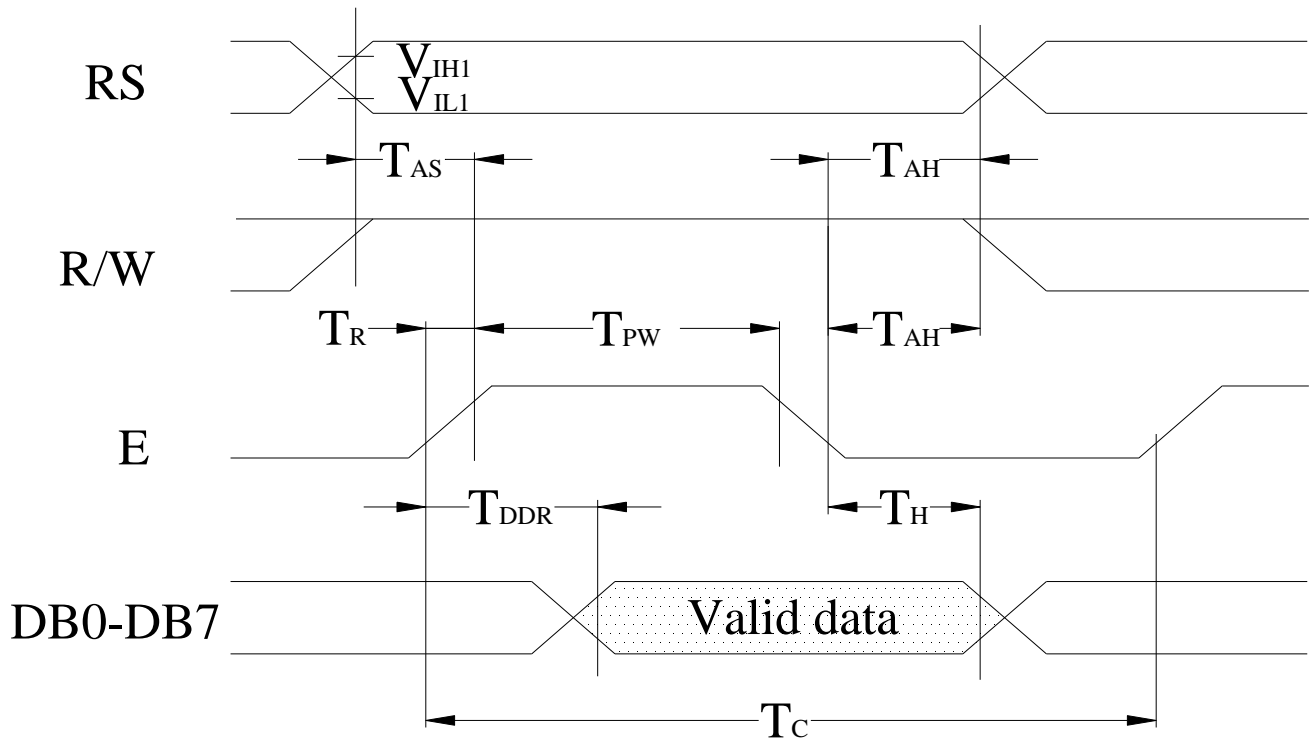 RS
VIH1
VIL1
TAS
TAH
R/W
TR
TPW
TAH
E
TDDR
TH
DB0-DB7
Valid data
TC